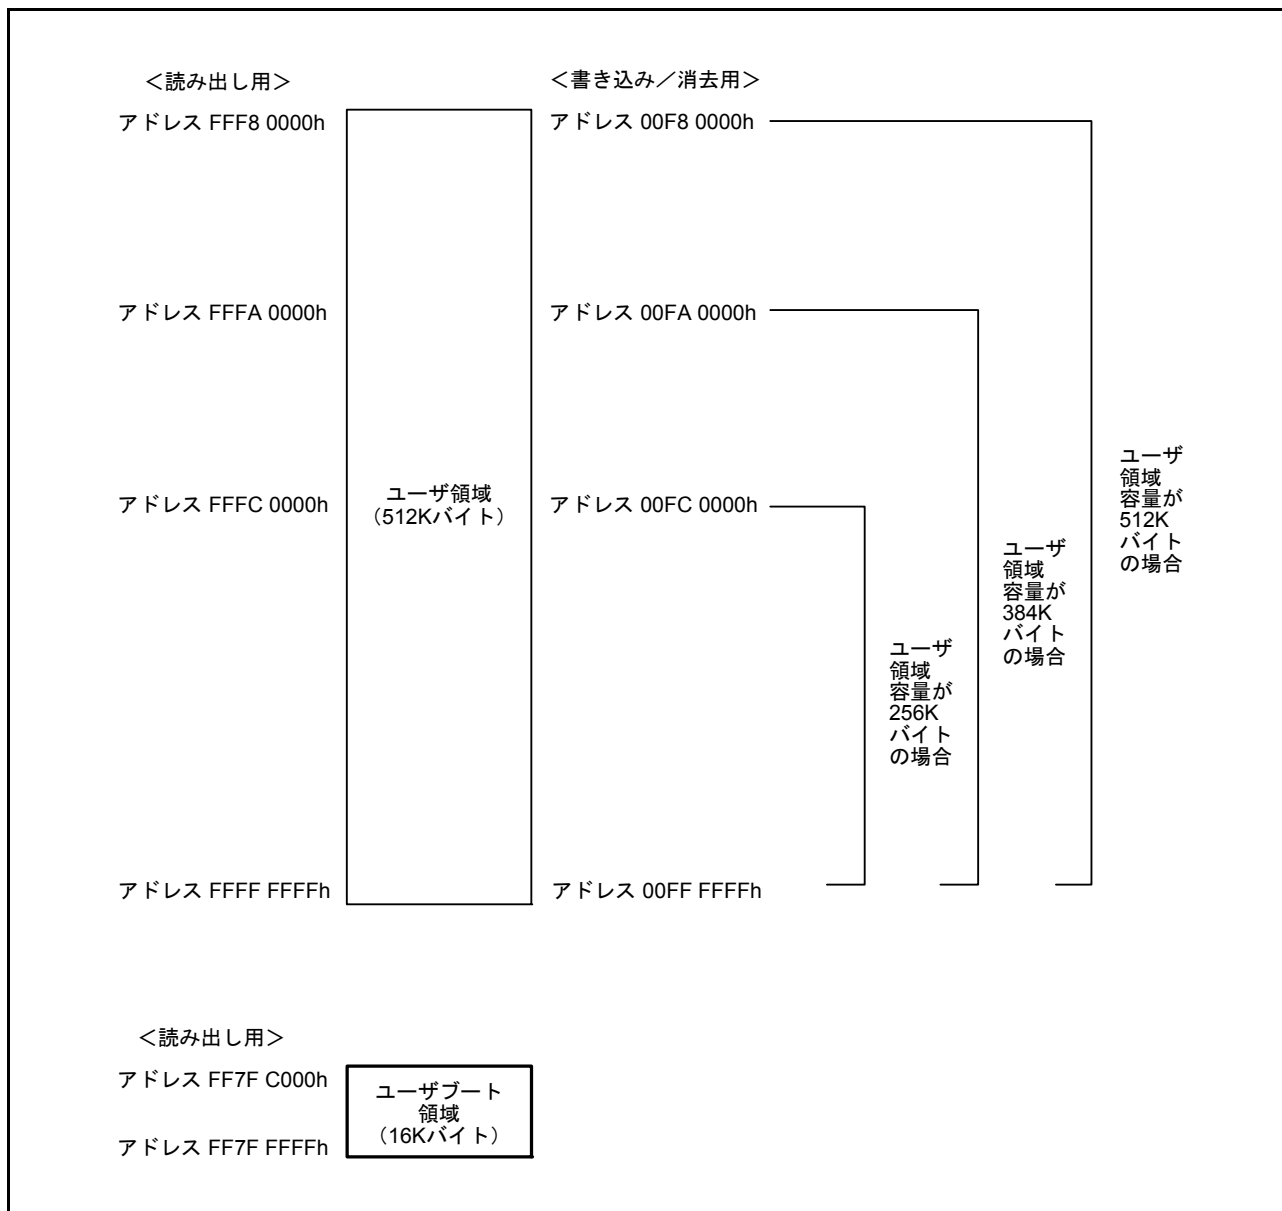 ＜読み出し用＞
＜書き込み／消去用＞
アドレス FFF8 0000h
アドレス 00F8 0000h
アドレス FFFA 0000h
アドレス 00FA 0000h
アドレス FFFC 0000h
ユーザ領域
（512Kバイト）
アドレス 00FC 0000h
ユーザ
領域
容量が
256K
バイト
の場合
ユーザ
領域
容量が
384K
バイト
の場合
ユーザ
領域
容量が
512K
バイト
の場合
アドレス FFFF FFFFh
アドレス 00FF FFFFh
＜読み出し用＞
アドレス FF7F C000h
ユーザブート
領域
（16Kバイト）
アドレス FF7F FFFFh